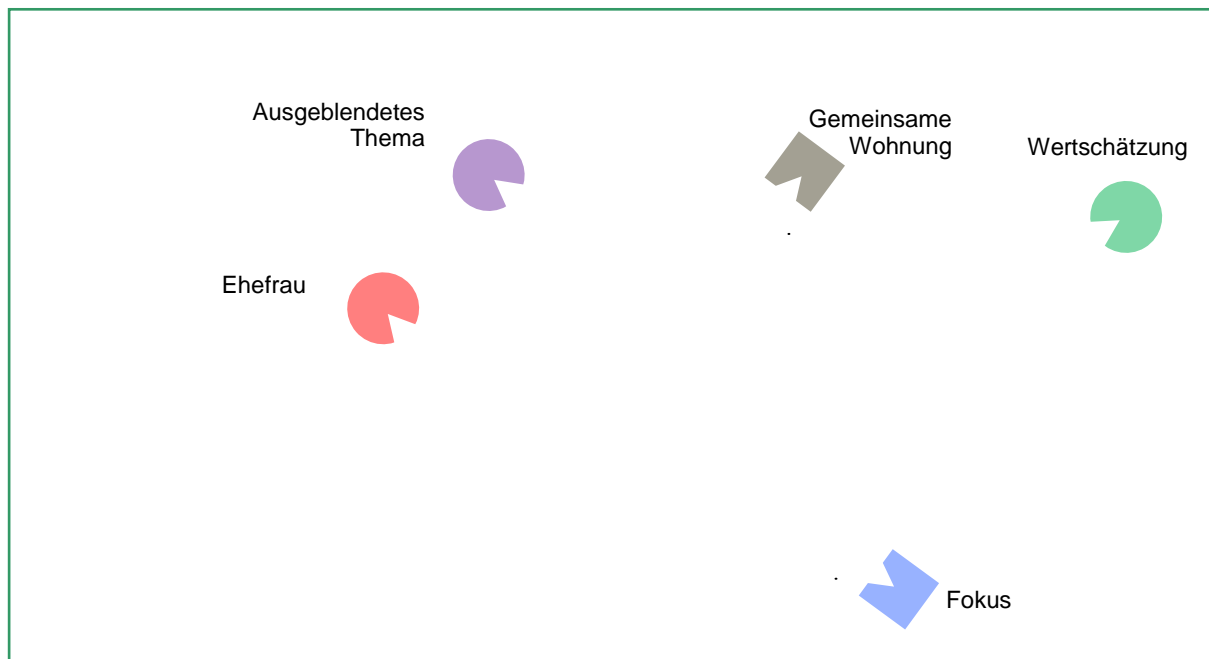 Ausgeblendetes
Thema
Gemeinsame
Wohnung
Wertschätzung
Ehefrau
Fokus